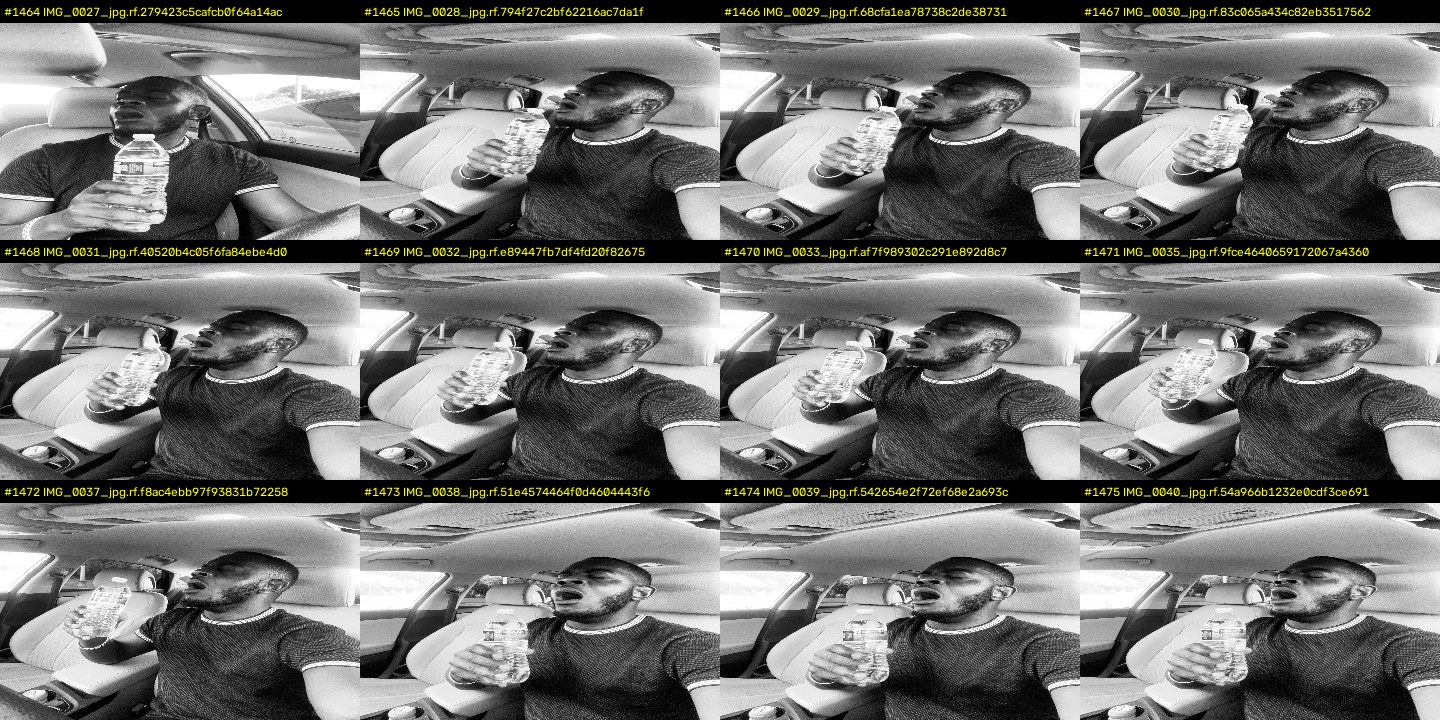 #1464 IMG_0027_jpg.rf.279423c5cafcb0f64a14ac
#1465 IMG_0028_jpg.rf.794f27c2bf62216ac7da1f
#1466 IMG_0029_jpg.rf.68cfa1ea78738c2de38731
#1467 IMG_0030_jpg.rf.83c065a434c82eb3517562
#1468 IMG_0031_jpg.rf.40520b4c05f6fa84ebe4d0
#1469 IMG_0032_jpg.rf.e89447fb7df4fd20f82675
#1470 IMG_0033_jpg.rf.af7f989302c291e892d8c7
#1471 IMG_0035_jpg.rf.9fce4640659172067a4360
#1472 IMG_0037_jpg.rf.f8ac4ebb97f93831b72258
#1473 IMG_0038_jpg.rf.51e4574464f0d4604443f6
#1474 IMG_0039_jpg.rf.542654e2f72ef68e2a693c
#1475 IMG_0040_jpg.rf.54a966b1232e0cdf3ce691